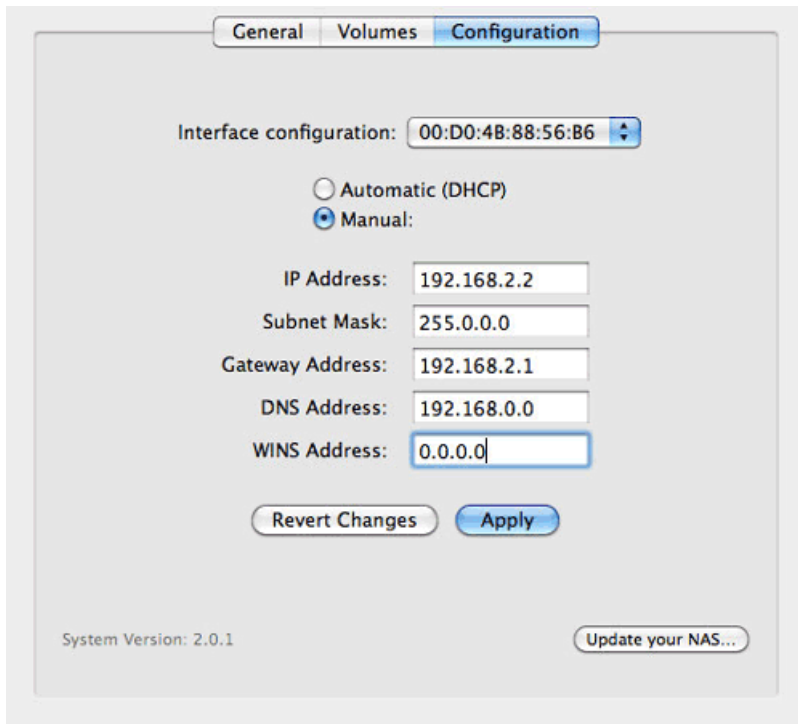 General Volumes Configuration
Interface configuration: 00:D0:4B:88:56:B6
Automatic (DHCP)
Manual:
IP Address: 192.168.2.2
Subnet Mask: 255.0.0.0
Gateway Address: 192.168.2.1
DNS Address: 192.168.0.0
WINS Address: 0.0.0.0
Revert Changes Apply
System Version: 2.0.1 Update your NAS...